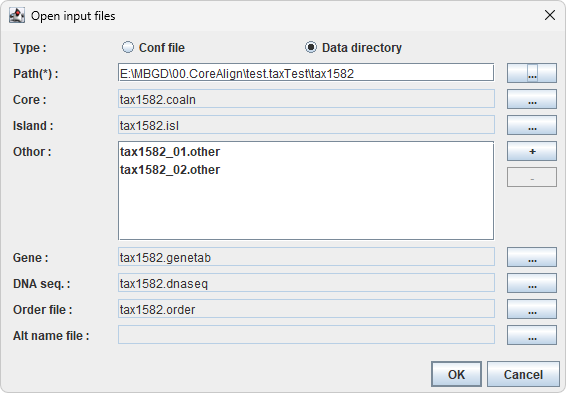 Open input files
Type : Conf file Data directory
Path(*) : E:\MBGD\00.CoreAlign\test.taxTest\tax1582 ...
Core : tax1582.coaln ...
Island : tax1582.isl ...
Othor : tax1582_01.other +
tax1582_02.other -
Gene : tax1582.genetab ...
DNA seq. : tax1582.dnaseq ...
Order file : tax1582.order ...
Alt name file : ...
OK Cancel